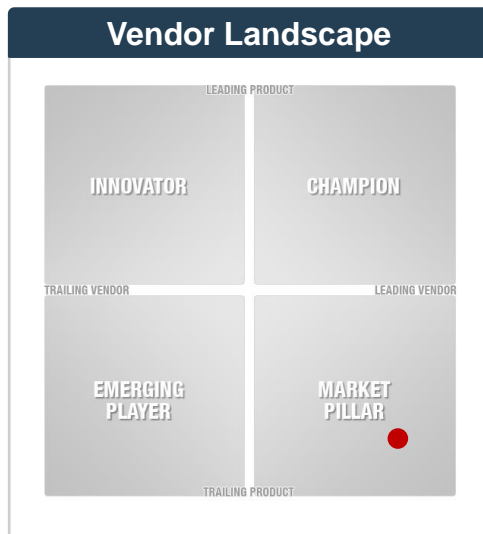 Vendor Landscape
LEADING PRODUCT
INNOVATOR
CHAMPION
TRAILING VENDOR
LEADING VENDOR
EMERGING
PLAYER
MARKET
PILLAR
TRAILING PRODUCT